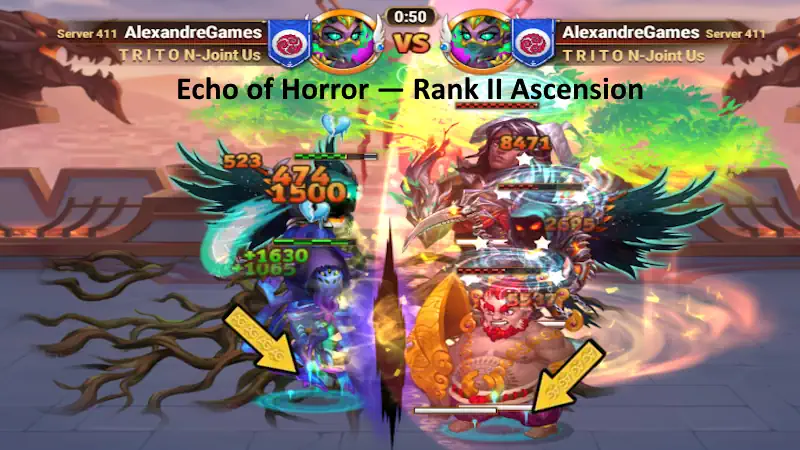 0:50
Server 411 AlexandreGames
TRITON-Joint Us
VS
AlexandreGames Server 411
TRITON-Joint Us
Echo of Horror — Rank II Ascension
8471
523
474
1500
2695
+1630
+1065